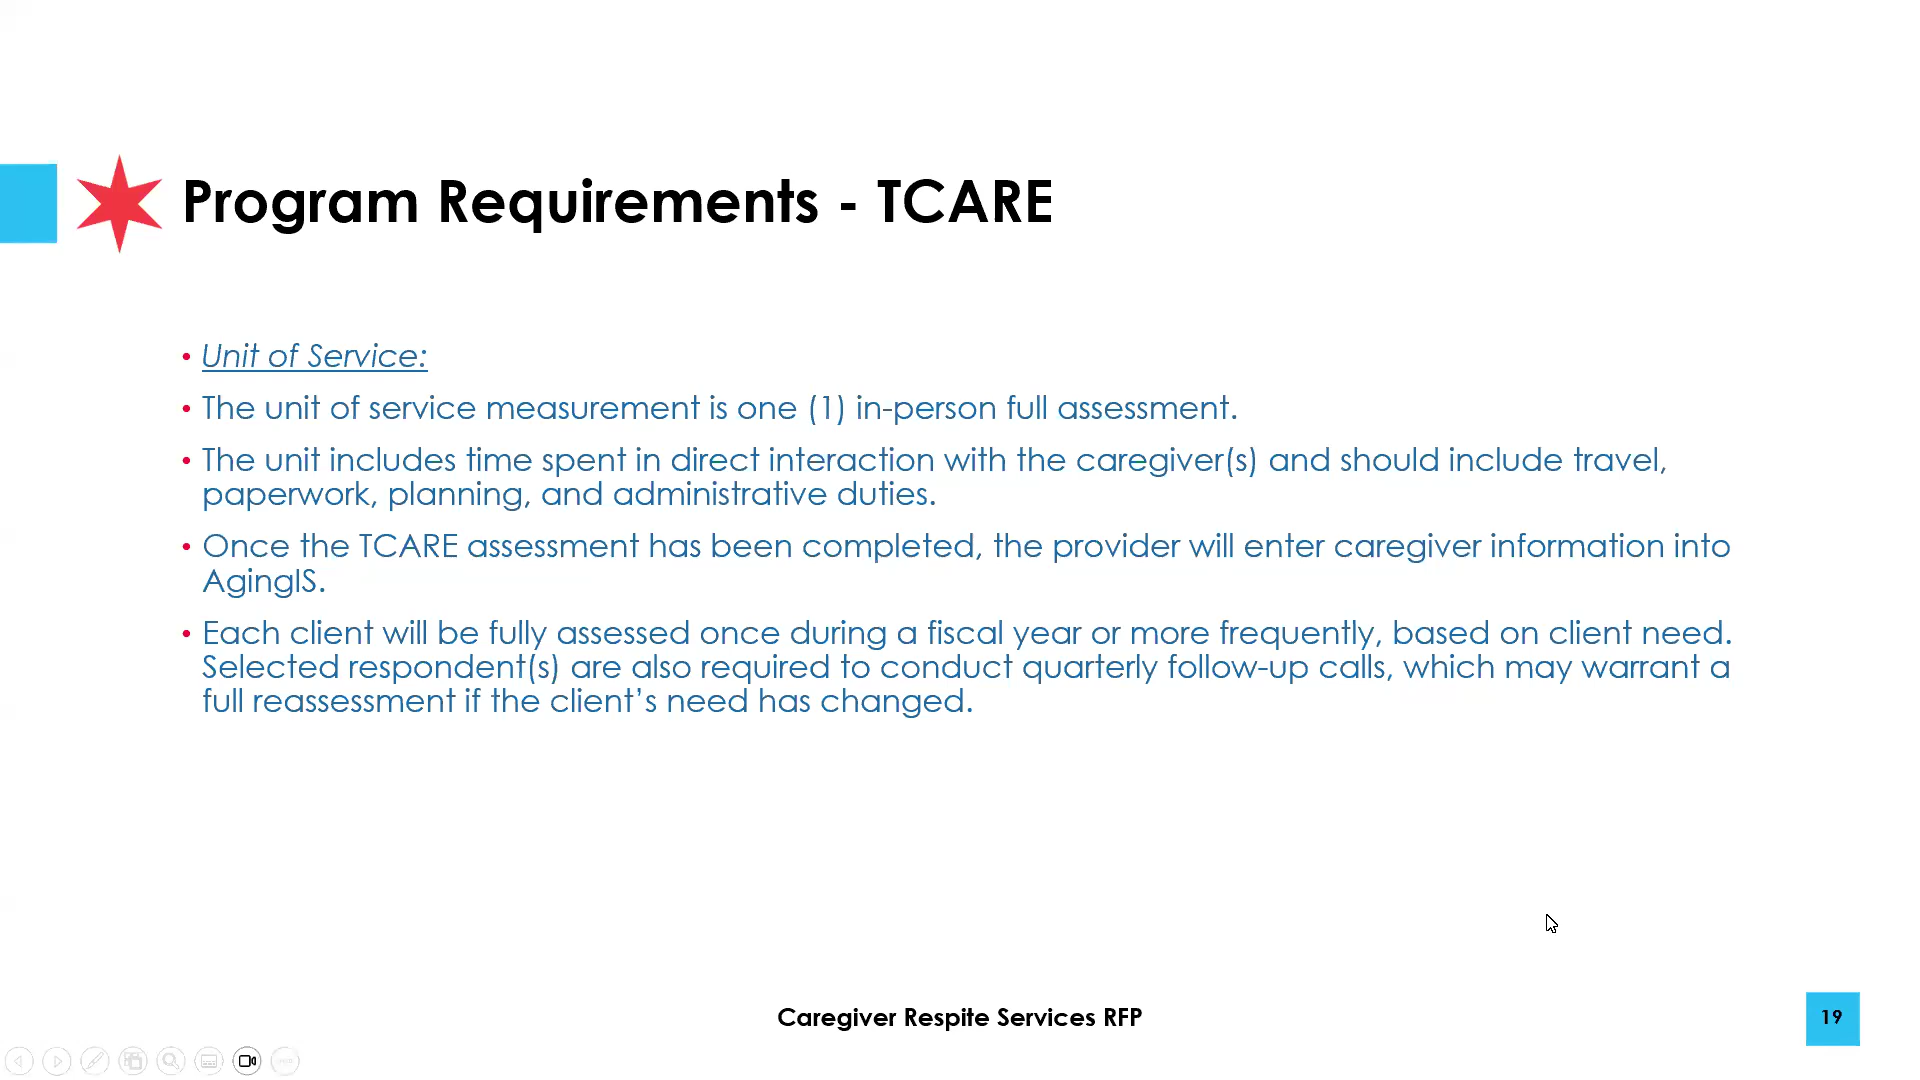 Program Requirements - TCARE
• Unit of Service:
• The unit of service measurement is one (1) in-person full assessment.
• The unit includes time spent in direct interaction with the caregiver(s) and should include travel,
paperwork, planning, and administrative duties.
• Once the TCARE assessment has been completed, the provider will enter caregiver information into
AgingIS.
• Each client will be fully assessed once during a fiscal year or more frequently, based on client need.
Selected respondent(s) are also required to conduct quarterly follow-up calls, which may warrant a
full reassessment if the client’s need has changed.
Caregiver Respite Services RFP
19